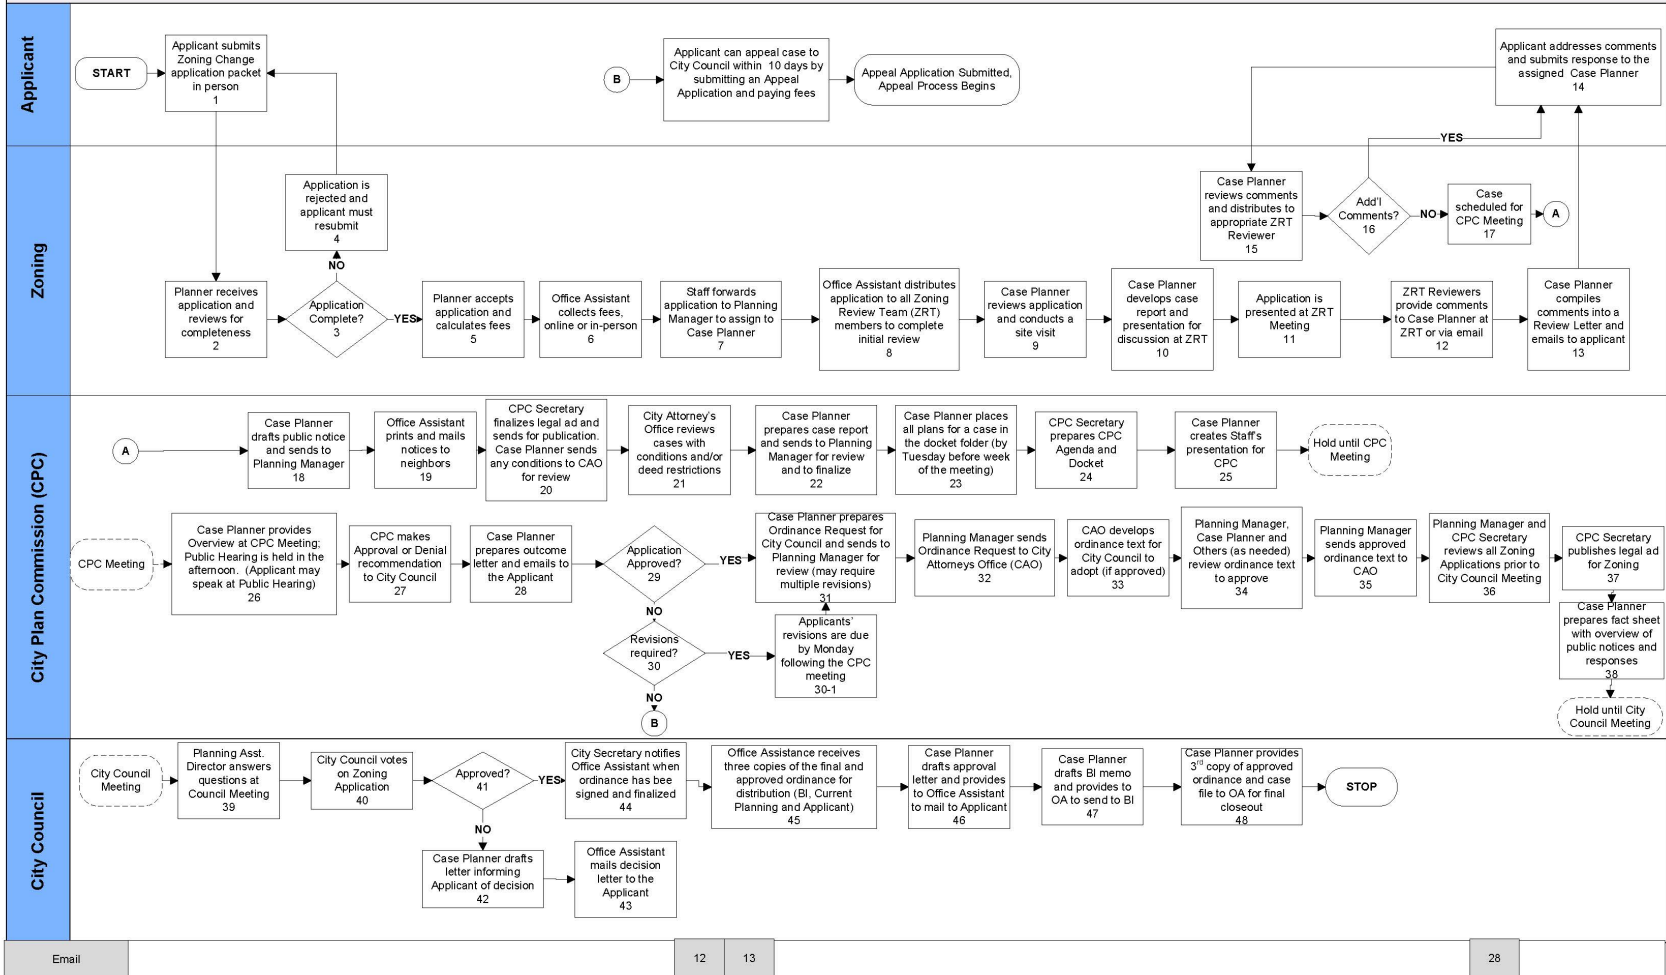 Applicant
START
Applicant submits
Zoning Change
application packet
in person
1
B
Applicant can appeal case to
City Council within 10 days by
submitting an Appeal
Application and paying fees
Appeal Application Submitted,
Appeal Process Begins
Applicant addresses comments
and submits response to the
assigned Case Planner
14
YES
Zoning
Application is
rejected and
applicant must
resubmit
4
NO
Case Planner
reviews comments
and distributes to
appropriate ZRT
Reviewer
15
Add'l
Comments?
16
NO
Case
scheduled for
CPC Meeting
17
A
Planner receives
application and
reviews for
completeness
2
Application
Complete?
3
YES
Planner accepts
application and
calculates fees
5
Office Assistant
collects fees,
online or in-person
6
Staff forwards
application to Planning
Manager to assign to
Case Planner
7
Office Assistant distributes
application to all Zoning
Review Team (ZRT)
members to complete
initial review
8
Case Planner
reviews application
and conducts a
site visit
9
Case Planner
develops case
report and
presentation for
discussion at ZRT
10
Application is
presented at ZRT
Meeting
11
ZRT Reviewers
provide comments
to Case Planner at
ZRT or via email
12
Case Planner
compiles
comments into a
Review Letter and
emails to applicant
13
City Plan Commission (CPC)
A
Case Planner
drafts public notice
and sends to
Planning Manager
18
Office Assistant
prints and mails
notices to
neighbors
19
CPC Secretary
finalizes legal ad and
sends for publication.
Case Planner sends
any conditions to CAO
for review
20
City Attorney's
Office reviews
cases with
conditions and/or
deed restrictions
21
Case Planner
prepares case report
and sends to Planning
Manager for review
and to finalize
22
Case Planner places
all plans for a case in
the docket folder (by
Tuesday before week
of the meeting)
23
CPC Secretary
prepares CPC
Agenda and
Docket
24
Case Planner
creates Staff's
presentation for
CPC
25
Hold until CPC
Meeting
CPC Meeting
Case Planner provides
Overview at CPC Meeting;
Public Hearing is held in the
afternoon. (Applicant may
speak at Public Hearing)
26
CPC makes
Approval or Denial
recommendation
to City Council
27
Case Planner
prepares outcome
letter and emails to
the Applicant
28
Application
Approved?
29
YES
NO
Revisions
required?
30
YES
NO
B
Case Planner prepares
Ordinance Request for
City Council and sends to
Planning Manager for
review (may require
multiple revisions)
31
Applicants'
revisions are due
by Monday
following the CPC
meeting
30-1
Planning Manager sends
Ordinance Request to City
Attorneys Office (CAO)
32
CAO develops
ordinance text for
City Council to
adopt (if approved)
33
Planning Manager,
Case Planner and
Others (as needed)
review ordinance text
to approve
34
Planning Manager
sends approved
ordinance text to
CAO
35
Planning Manager and
CPC Secretary
reviews all Zoning
Applications prior to
City Council Meeting
36
CPC Secretary
publishes legal ad
for Zoning
37
Case Planner
prepares fact sheet
with overview of
public notices and
responses
38
Hold until City
Council Meeting
City Council
City Council
Meeting
Planning Asst.
Director answers
questions at
Council Meeting
39
City Council votes
on Zoning
Application
40
Approved?
41
YES
NO
Case Planner drafts
letter informing
Applicant of decision
42
Office Assistant
mails decision
letter to the
Applicant
43
City Secretary notifies
Office Assistant when
ordinance has bee
signed and finalized
44
Office Assistance receives
three copies of the final and
approved ordinance for
distribution (BI, Current
Planning and Applicant)
45
Case Planner
drafts approval
letter and provides
to Office Assistant
to mail to Applicant
46
Case Planner
drafts BI memo
and provides to
OA to send to BI
47
Case Planner provides
3rd copy of approved
ordinance and case
file to OA for final
closeout
48
STOP
Email
12
13
28